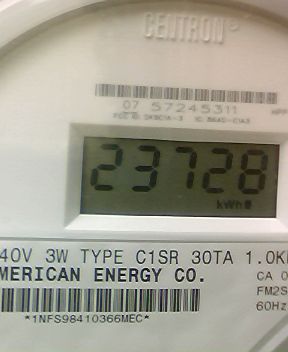 CENTRON®
07 57245311
23728
kWh
40V 3W TYPE C1SR 30TA 1.0K
MERICAN ENERGY CO.
CA 0
FM2S
60Hz
*1NFS98410366MEC*